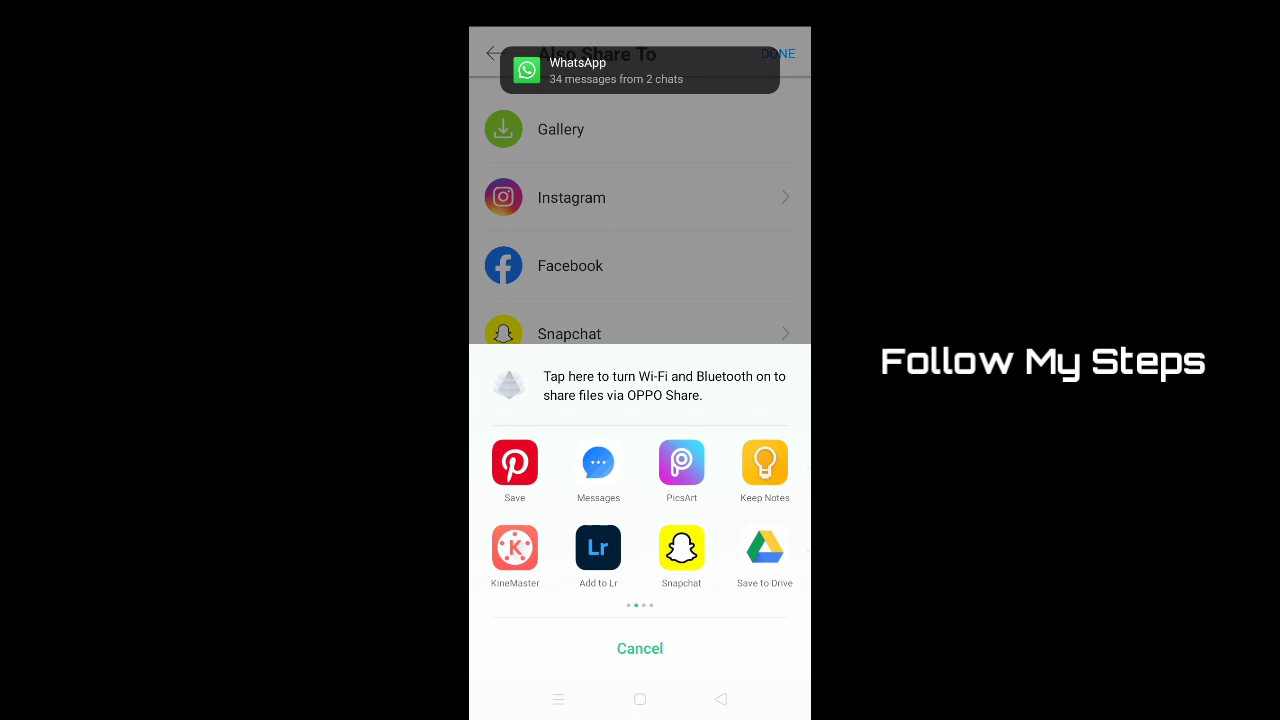 Also Share To
DONE
WhatsApp
34 messages from 2 chats
Gallery
Instagram
Facebook
Snapchat
Follow My Steps
Tap here to turn Wi-Fi and Bluetooth on to
share files via OPPO Share.
Save
Messages
PicsArt
Keep Notes
KineMaster
Lr
Add to Lr
Snapchat
Save to Drive
Cancel